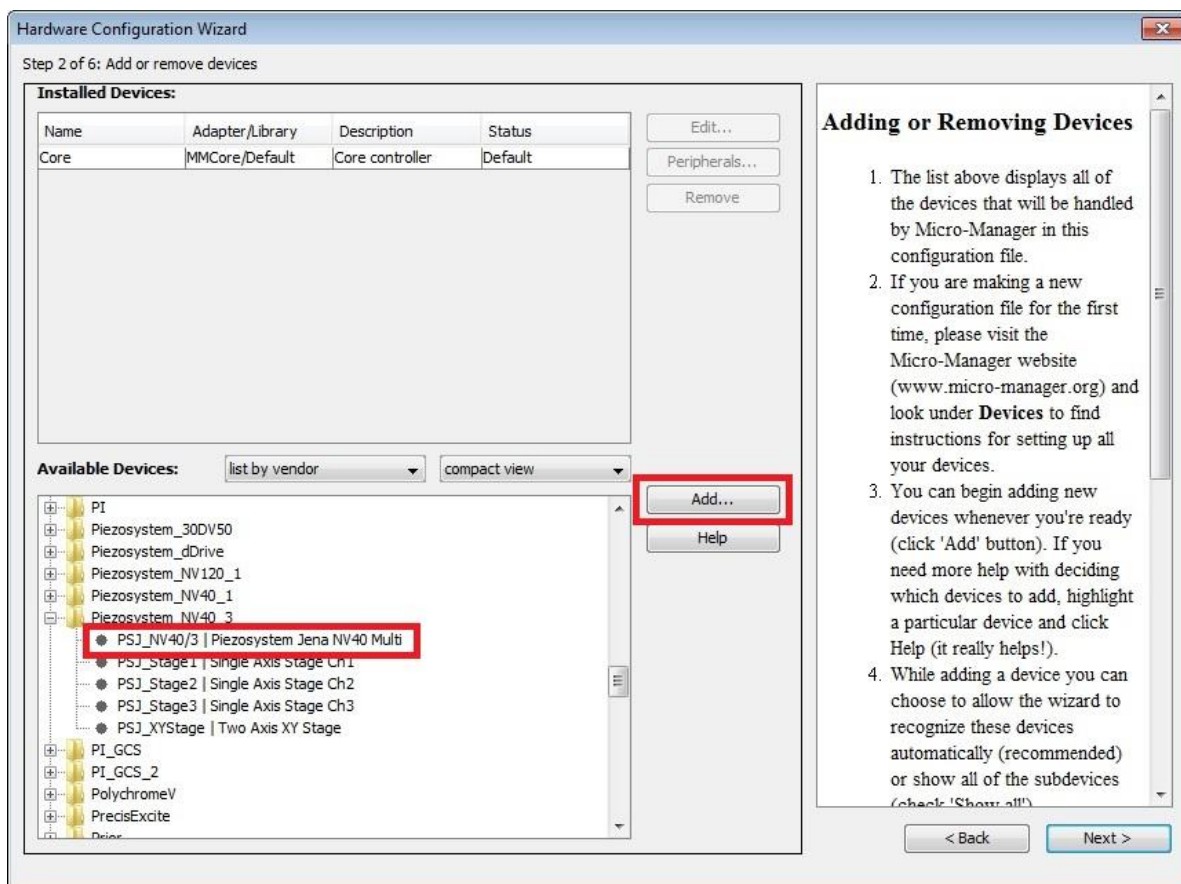 Hardware Configuration Wizard
Step 2 of 6: Add or remove devices
Installed Devices:
Name Adapter/Library Description Status
Core MMCore/Default Core controller Default
Edit...
Peripherals...
Remove
Available Devices: list by vendor compact view
Add...
Help
PI
Piezosystem_30DV50
Piezosystem_dDrive
Piezosystem_NV120_1
Piezosystem_NV40_1
Piezosystem_NV40_3
PSJ_NV40/3 | Piezosystem Jena NV40 Multi
PSJ_Stage1 | Single Axis Stage Ch1
PSJ_Stage2 | Single Axis Stage Ch2
PSJ_Stage3 | Single Axis Stage Ch3
PSJ_XYStage | Two Axis XY Stage
PI_GCS
PI_GCS_2
PolychromeV
PrecisExcite
Prior
Adding or Removing Devices
1. The list above displays all of
the devices that will be handled
by Micro-Manager in this
configuration file.
2. If you are making a new
configuration file for the first
time, please visit the
Micro-Manager website
(www.micro-manager.org) and
look under Devices to find
instructions for setting up all
your devices.
3. You can begin adding new
devices whenever you're ready
(click 'Add' button). If you
need more help with deciding
which devices to add, highlight
a particular device and click
Help (it really helps!).
4. While adding a device you can
choose to allow the wizard to
recognize these devices
automatically (recommended)
or show all of the subdevices
(check 'Show all')
< Back
Next >